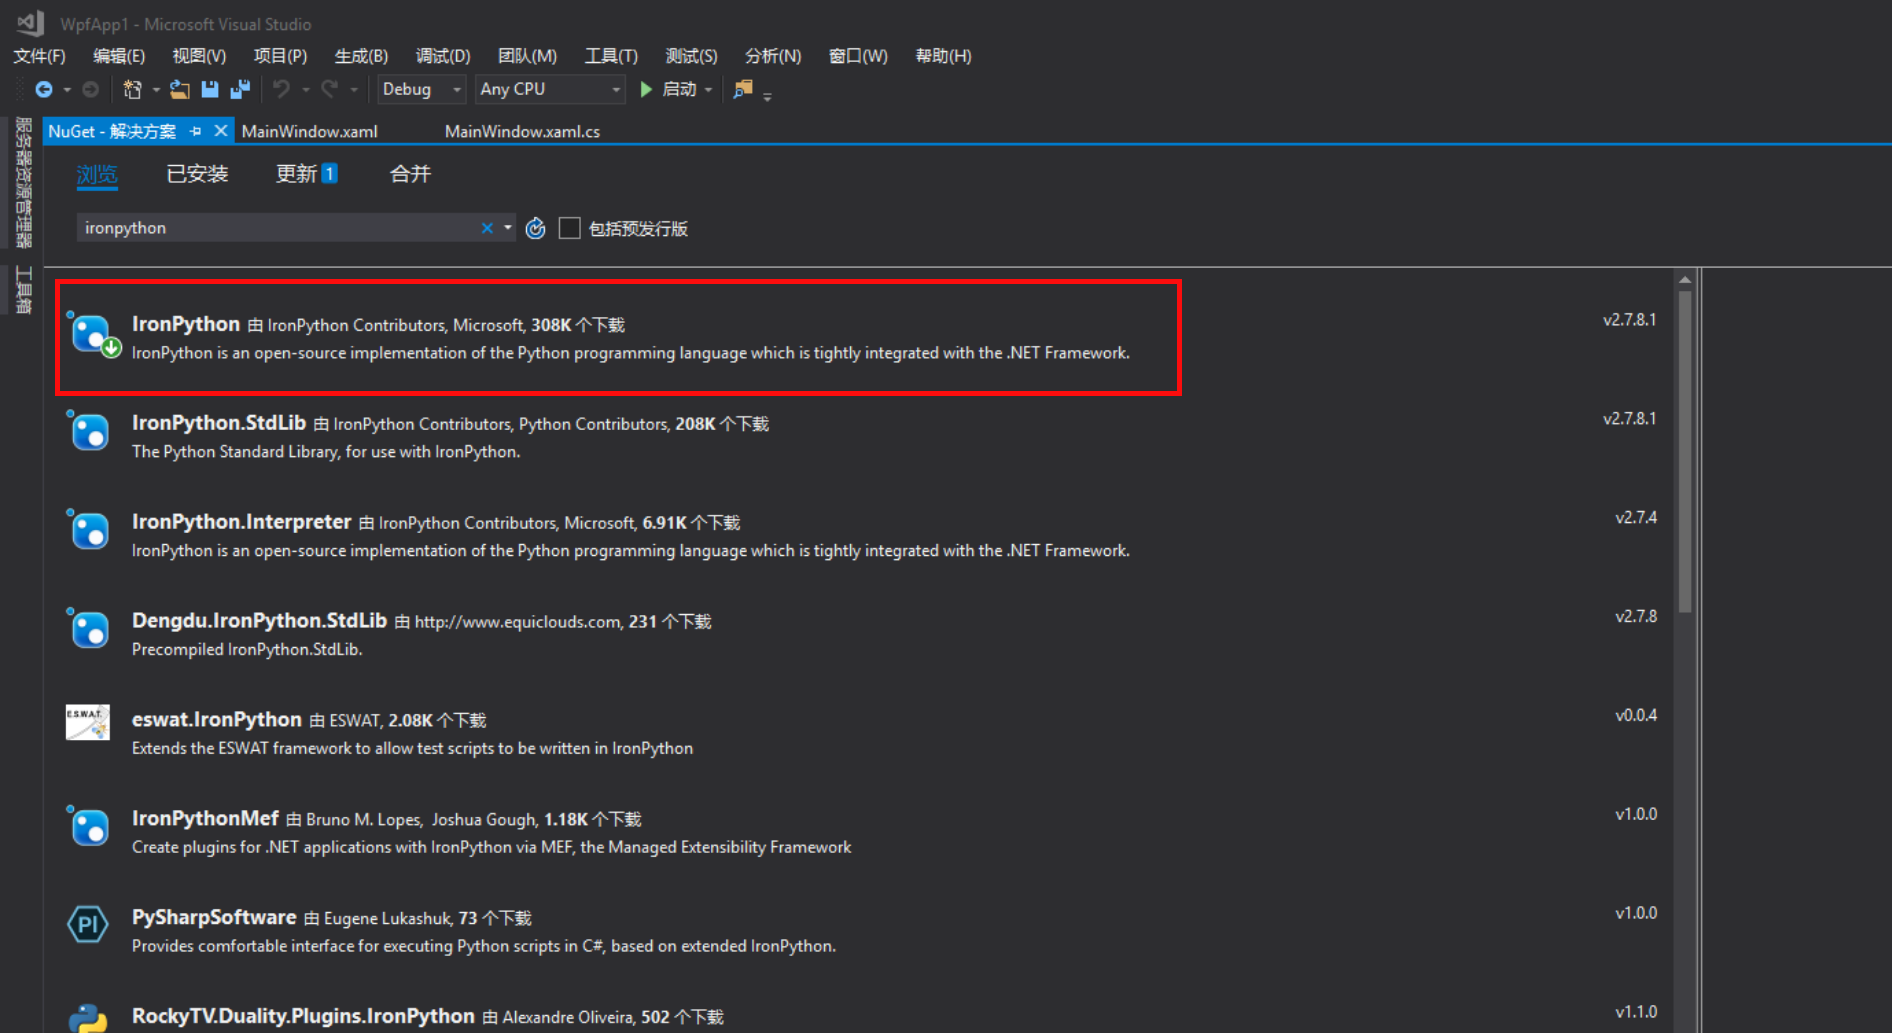 WpfApp1 - Microsoft Visual Studio
文件(F) 编辑(E) 视图(V) 项目(P) 生成(B) 调试(D) 团队(M) 工具(T) 测试(S) 分析(N) 窗口(W) 帮助(H)
Debug Any CPU 启动
服务器资源管理器
工具箱
NuGet - 解决方案 MainWindow.xaml MainWindow.xaml.cs
浏览 已安装 更新 1 合并
ironpython 包括预发行版
IronPython 由 IronPython Contributors, Microsoft, 308K 个下载 v2.7.8.1
IronPython is an open-source implementation of the Python programming language which is tightly integrated with the .NET Framework.
IronPython.StdLib 由 IronPython Contributors, Python Contributors, 208K 个下载 v2.7.8.1
The Python Standard Library, for use with IronPython.
IronPython.Interpreter 由 IronPython Contributors, Microsoft, 6.91K 个下载 v2.7.4
IronPython is an open-source implementation of the Python programming language which is tightly integrated with the .NET Framework.
Dengdu.IronPython.StdLib 由 http://www.equiclouds.com, 231 个下载 v2.7.8
Precompiled IronPython.StdLib.
E.S.W.A.T.
eswat.IronPython 由 ESWAT, 2.08K 个下载 v0.0.4
Extends the ESWAT framework to allow test scripts to be written in IronPython
IronPythonMef 由 Bruno M. Lopes, Joshua Gough, 1.18K 个下载 v1.0.0
Create plugins for .NET applications with IronPython via MEF, the Managed Extensibility Framework
PI
PySharpSoftware 由 Eugene Lukashuk, 73 个下载 v1.0.0
Provides comfortable interface for executing Python scripts in C#, based on extended IronPython.
RockyTV.Duality.Plugins.IronPython 由 Alexandre Oliveira, 502 个下载 v1.1.0